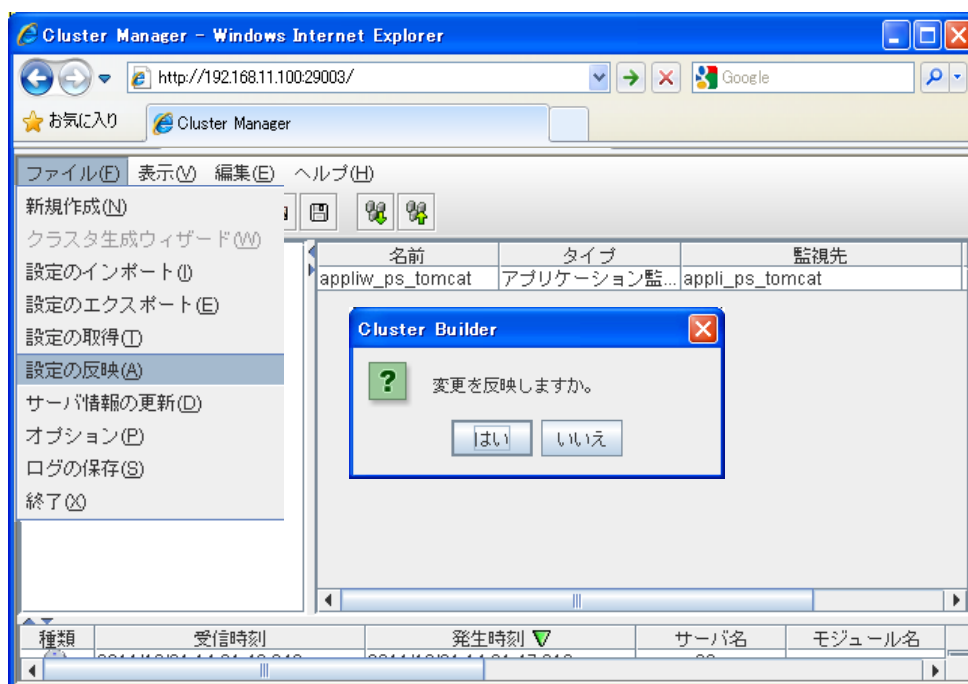 Cluster Manager - Windows Internet Explorer
http://192.168.11.100:29003/
Google
お気に入り
Cluster Manager
ファイル(F) 表示(V) 編集(E) ヘルプ(H)
新規作成(N)
クラスタ生成ウィザード(W)
設定のインポート(I)
設定のエクスポート(E)
設定の取得(T)
設定の反映(A)
サーバ情報の更新(D)
オプション(P)
ログの保存(S)
終了(X)
名前 タイプ 監視先
appliw_ps_tomcat アプリケーション監... appli_ps_tomcat
Cluster Builder
変更を反映しますか。
はい いいえ
種類 受信時刻 発生時刻 サーバ名 モジュール名